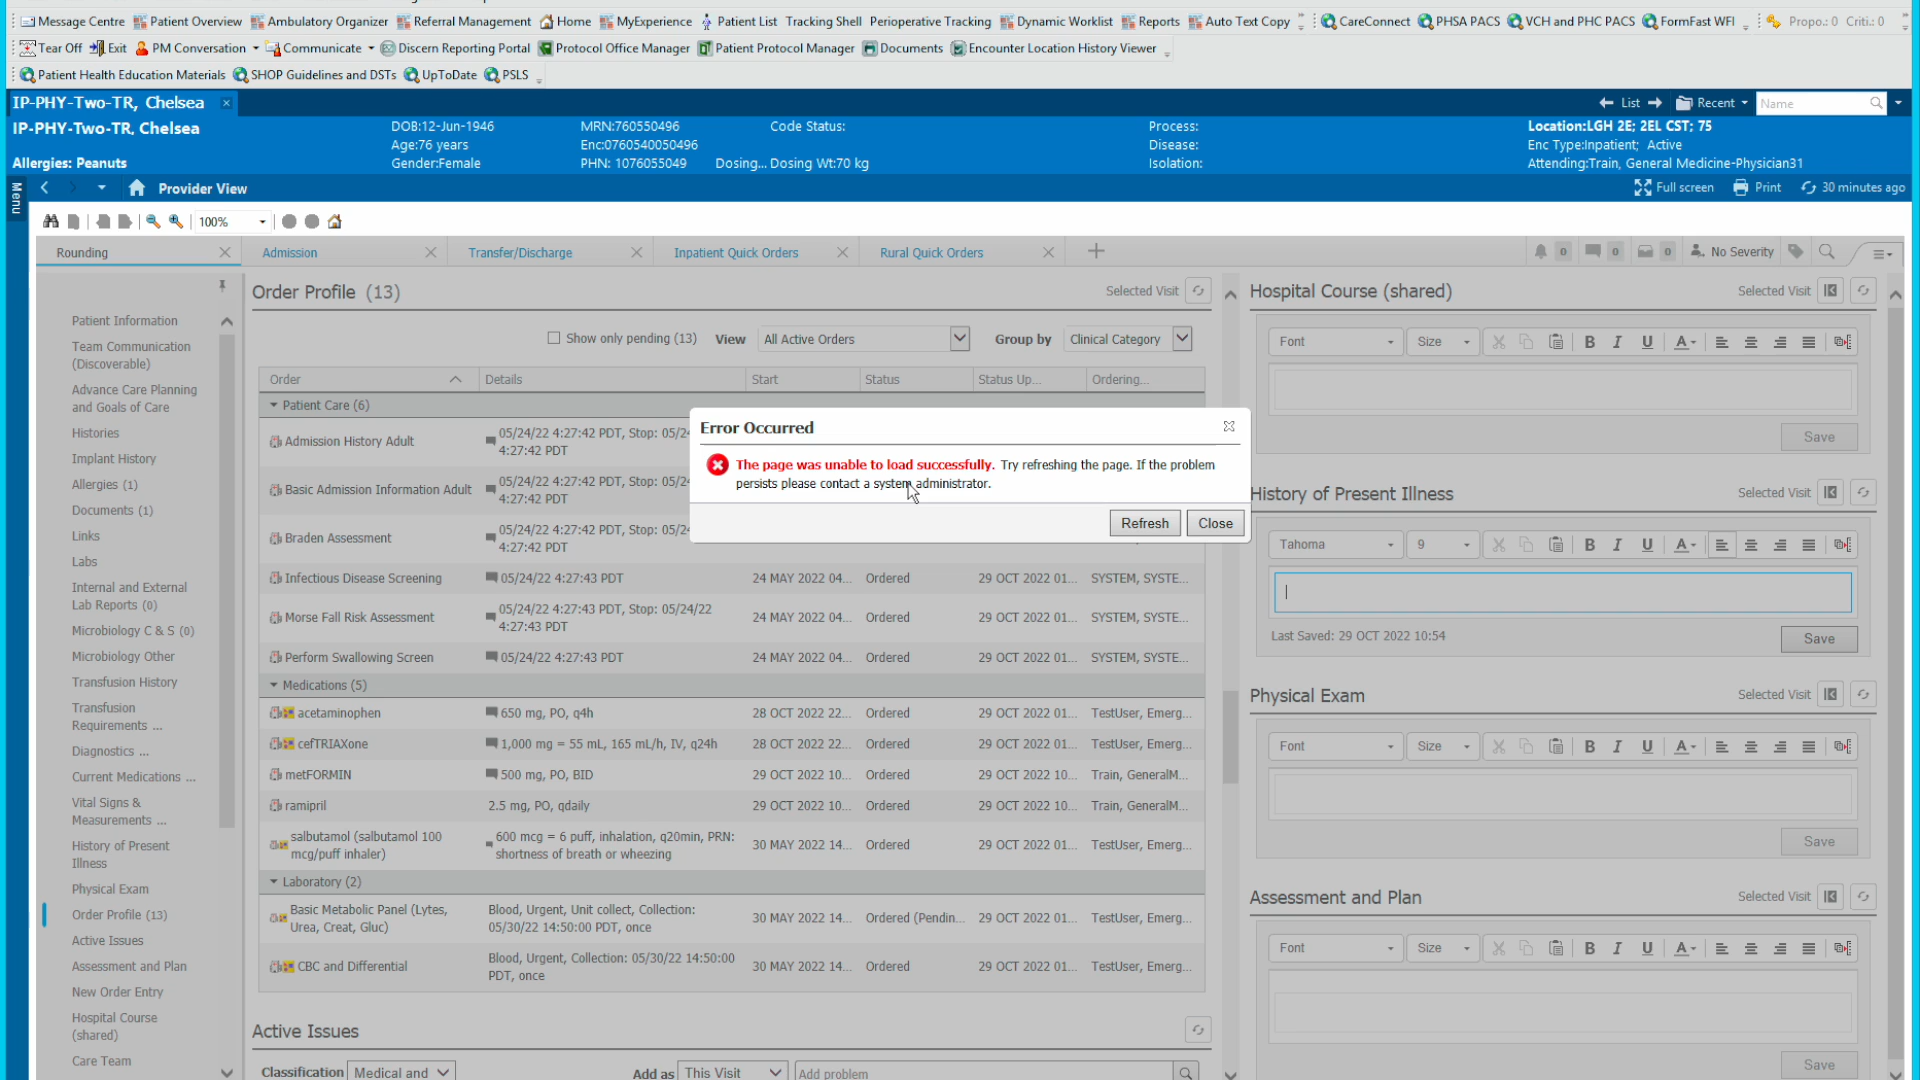 Message Centre Patient Overview Ambulatory Organizer Referral Management Home MyExperience Patient List Tracking Shell Perioperative Tracking Dynamic Worklist Reports Auto Text Copy CareConnect PHSA PACS VCH and PHC PACS FormFast WFI Propo.: 0 Criti.: 0
Tear Off Exit PM Conversation Communicate Discern Reporting Portal Protocol Office Manager Patient Protocol Manager Documents Encounter Location History Viewer
Patient Health Education Materials SHOP Guidelines and DSTs UpToDate PSLS
IP-PHY-Two-TR, Chelsea List Recent Name
IP-PHY-Two-TR, Chelsea DOB:12-Jun-1946 MRN:760550496 Code Status: Process: Location:LGH 2E; 2EL CST; 75
Age:76 years Enc:0760540050496 Disease: Enc Type:Inpatient; Active
Allergies: Peanuts Gender:Female PHN: 1076055049 Dosing... Dosing Wt:70 kg Isolation: Attending:Train, General Medicine-Physician31
Menu
Provider View Full screen Print 30 minutes ago
100%
Rounding Admission Transfer/Discharge Inpatient Quick Orders Rural Quick Orders 0 0 0 No Severity
Patient Information
Team Communication
(Discoverable)
Advance Care Planning
and Goals of Care
Histories
Implant History
Allergies (1)
Documents (1)
Links
Labs
Internal and External
Lab Reports (0)
Microbiology C & S (0)
Microbiology Other
Transfusion History
Transfusion
Requirements ...
Diagnostics ...
Current Medications ...
Vital Signs &
Measurements ...
History of Present
Illness
Physical Exam
Order Profile (13)
Active Issues
Assessment and Plan
New Order Entry
Hospital Course
(shared)
Care Team
Order Profile (13) Selected Visit
Show only pending (13) View All Active Orders Group by Clinical Category
Order Details Start Status Status Up... Ordering...
Patient Care (6)
Admission History Adult 05/24/22 4:27:42 PDT, Stop: 05/2
4:27:42 PDT
Basic Admission Information Adult 05/24/22 4:27:42 PDT, Stop: 05/2
4:27:42 PDT
Braden Assessment 05/24/22 4:27:42 PDT, Stop: 05/2
4:27:42 PDT
Infectious Disease Screening 05/24/22 4:27:43 PDT 24 MAY 2022 04... Ordered 29 OCT 2022 01... SYSTEM, SYSTE...
Morse Fall Risk Assessment 05/24/22 4:27:43 PDT, Stop: 05/24/22
4:27:43 PDT 24 MAY 2022 04... Ordered 29 OCT 2022 01... SYSTEM, SYSTE...
Perform Swallowing Screen 05/24/22 4:27:43 PDT 24 MAY 2022 04... Ordered 29 OCT 2022 01... SYSTEM, SYSTE...
Medications (5)
acetaminophen 650 mg, PO, q4h 28 OCT 2022 22... Ordered 29 OCT 2022 01... TestUser, Emerg...
cefTRIAXone 1,000 mg = 55 mL, 165 mL/h, IV, q24h 28 OCT 2022 22... Ordered 29 OCT 2022 01... TestUser, Emerg...
metFORMIN 500 mg, PO, BID 29 OCT 2022 10... Ordered 29 OCT 2022 10... Train, GeneralM...
ramipril 2.5 mg, PO, qdaily 29 OCT 2022 10... Ordered 29 OCT 2022 10... Train, GeneralM...
salbutamol (salbutamol 100 600 mcg = 6 puff, inhalation, q20min, PRN:
mcg/puff inhaler) shortness of breath or wheezing 30 MAY 2022 14... Ordered 29 OCT 2022 01... TestUser, Emerg...
Laboratory (2)
Basic Metabolic Panel (Lytes, Blood, Urgent, Unit collect, Collection:
Urea, Creat, Gluc) 05/30/22 14:50:00 PDT, once 30 MAY 2022 14... Ordered (Pendin... 29 OCT 2022 01... TestUser, Emerg...
CBC and Differential Blood, Urgent, Collection: 05/30/22 14:50:00
PDT, once 30 MAY 2022 14... Ordered 29 OCT 2022 01... TestUser, Emerg...
Active Issues
Classification Medical and Add as This Visit Add problem
Error Occurred
The page was unable to load successfully. Try refreshing the page. If the problem
persists please contact a system administrator.
Refresh Close
Hospital Course (shared) Selected Visit
Font Size B I U A
Save
History of Present Illness Selected Visit
Tahoma 9 B I U A
Last Saved: 29 OCT 2022 10:54 Save
Physical Exam Selected Visit
Font Size B I U A
Save
Assessment and Plan Selected Visit
Font Size B I U A
Save